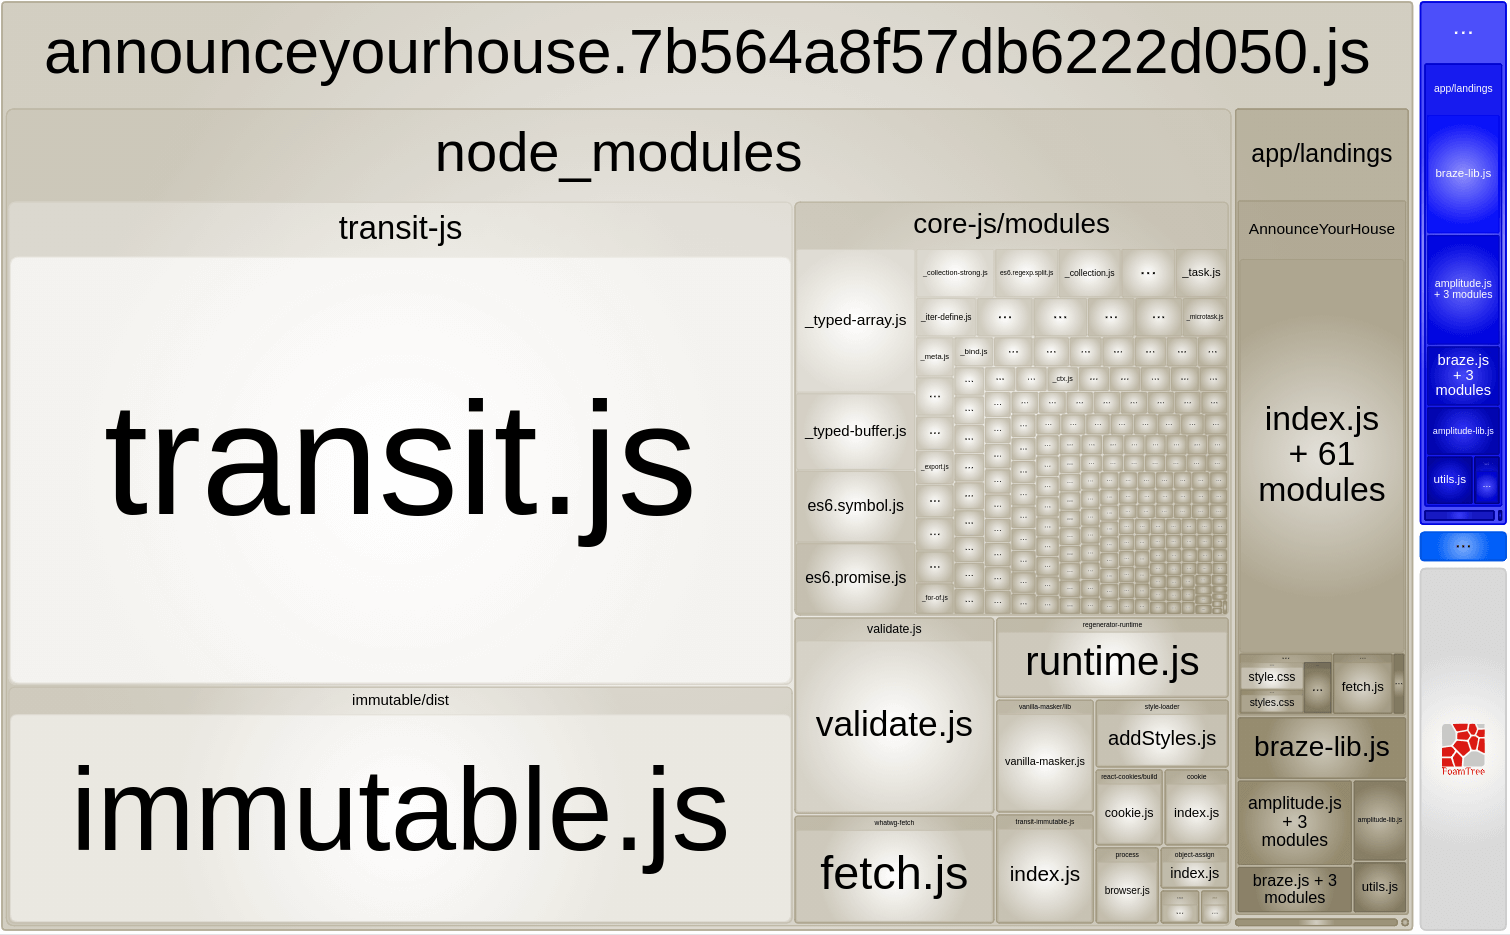 announceyourhouse.7b564a8f57db6222d050.js
...
node_modules
app/landings
app/landings
transit-js
core-js/modules
AnnounceYourHouse
braze-lib.js
transit.js
_typed-array.js
_collection-strong.js
es6.regexp.split.js
_collection.js
...
_task.js
_iter-define.js
...
...
...
...
_microtask.js
_meta.js
_bind.js
_ctx.js
_typed-buffer.js
_export.js
es6.symbol.js
es6.promise.js
_for-of.js
index.js
+ 61
modules
amplitude.js
+ 3 modules
braze.js
+ 3
modules
amplitude-lib.js
utils.js
...
...
immutable/dist
immutable.js
validate.js
validate.js
regenerator-runtime
runtime.js
vanilla-masker/lib
vanilla-masker.js
style-loader
addStyles.js
react-cookies/build
cookie.js
cookie
index.js
whatwg-fetch
fetch.js
transit-immutable-js
index.js
process
browser.js
object-assign
index.js
style.css
styles.css
...
fetch.js
braze-lib.js
amplitude.js
+ 3
modules
amplitude-lib.js
braze.js + 3
modules
utils.js
FoamTree